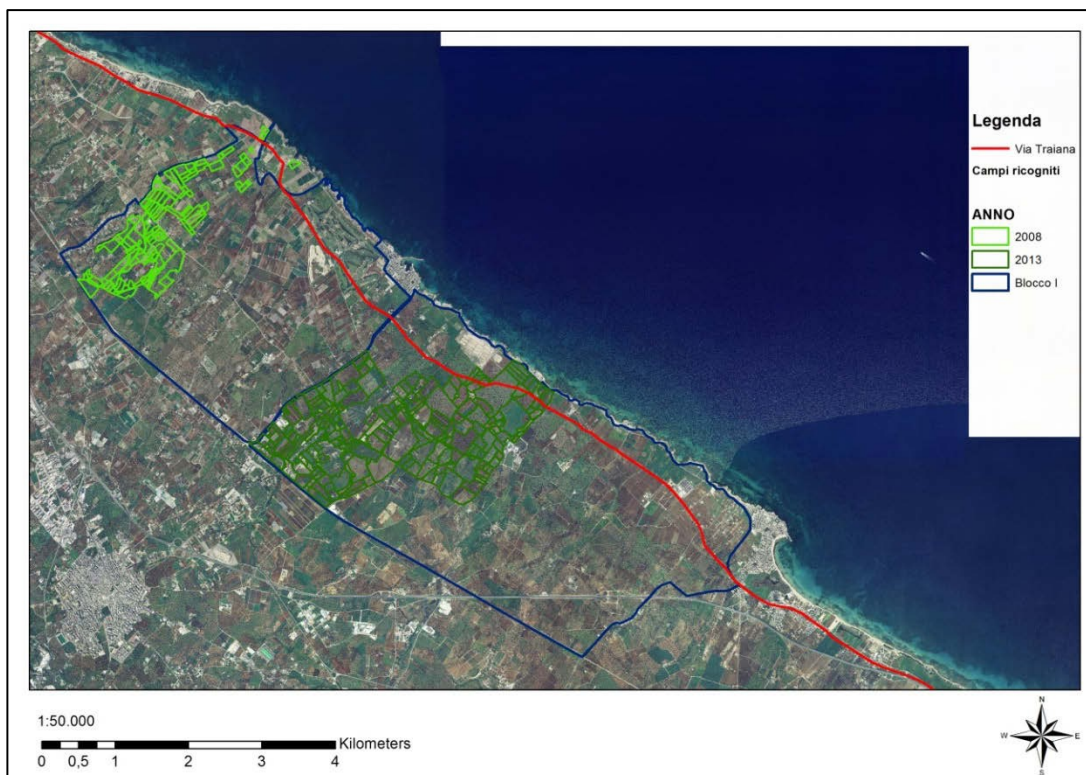 Legenda
Via Traiana
Campi ricogniti
ANNO
2008
2013
Blocco I
1:50.000
Kilometers
0 0,5 1 2 3 4
N
W E
S